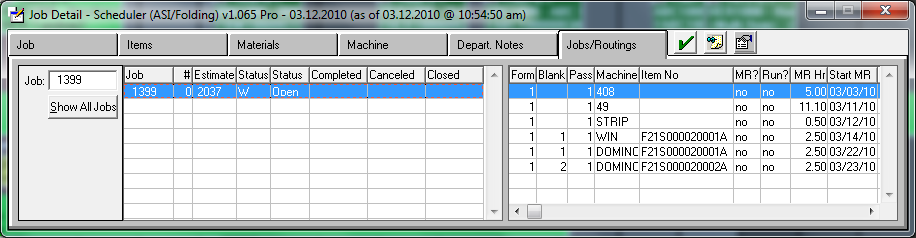 Job Detail - Scheduler (ASI/Folding) v1.065 Pro - 03.12.2010 (as of 03.12.2010 @ 10:54:50 am)
Job Items Materials Machine Depart. Notes Jobs/Routings
Job: 1399
Show All Jobs
Job # Estimate Status Status Completed Canceled Closed
1399 0 2037 W Open
Form Blank Pass Machine Item No MR? Run? MR Hr Start MR
1 1 408 no no 5.00 03/03/10
1 1 49 no no 11.10 03/11/10
1 1 STRIP no no 0.50 03/12/10
1 1 1 WIN F21S000020001A no no 2.50 03/14/10
1 1 1 DOMINO F21S000020001A no no 2.50 03/22/10
1 2 1 DOMINO F21S000020002A no no 2.50 03/23/10